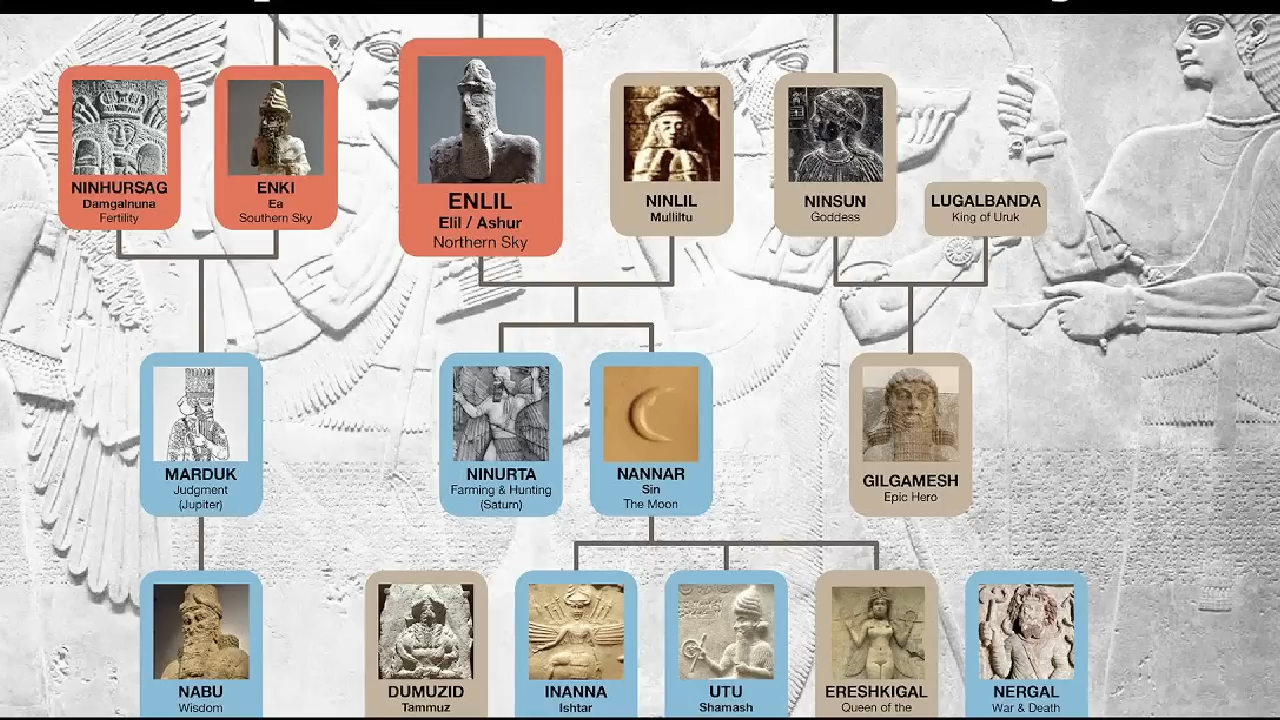 NINHURSAG
Damgalnuna
Fertility
ENKI
Ea
Southern Sky
ENLIL
Elil / Ashur
Northern Sky
NINLIL
Mulliltu
NINSUN
Goddess
LUGALBANDA
King of Uruk
MARDUK
Judgment
(Jupiter)
NINURTA
Farming & Hunting
(Saturn)
NANNAR
Sin
The Moon
GILGAMESH
Epic Hero
NABU
Wisdom
DUMUZID
Tammuz
INANNA
Ishtar
UTU
Shamash
ERESHKIGAL
Queen of the
NERGAL
War & Death